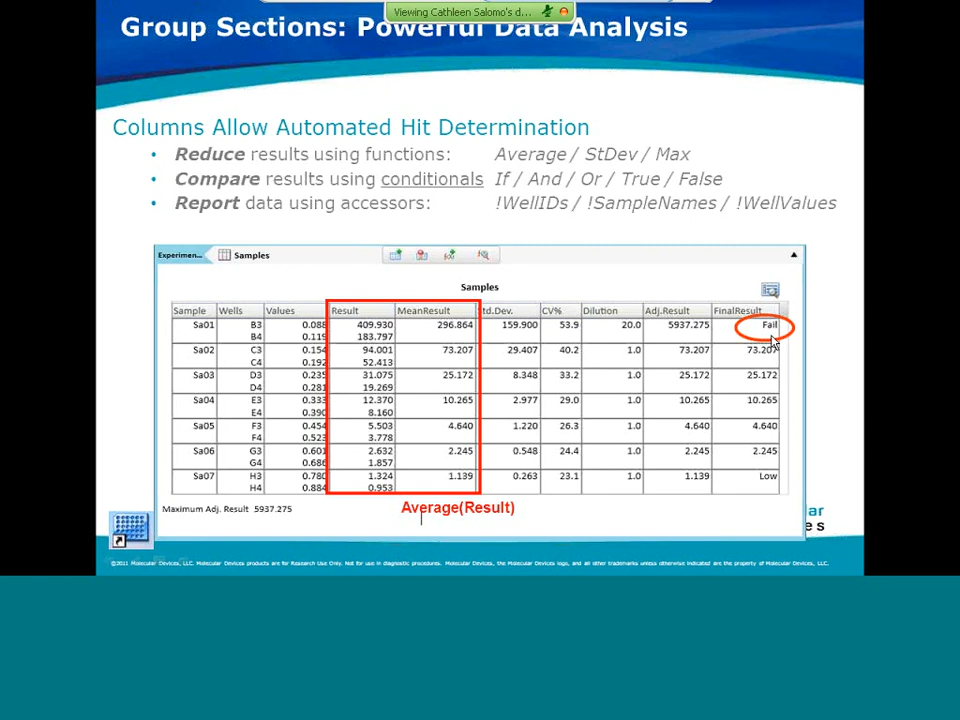 Viewing Cathleen Salomo's d...
Group Sections: Powerful Data Analysis
Columns Allow Automated Hit Determination
• Reduce results using functions: Average / StDev / Max
• Compare results using conditionals If / And / Or / True / False
• Report data using accessors: !WellIDs / !SampleNames / !WellValues
Experimen... Samples
Samples
Sample Wells Values Result MeanResult Std.Dev. CV% Dilution Adj.Result FinalResult
Sa01 B3 0.088 409.930 296.864 159.900 53.9 20.0 5937.275 Fail
B4 0.119 183.797
Sa02 C3 0.154 94.001 73.207 29.407 40.2 1.0 73.207 73.207
C4 0.192 52.413
Sa03 D3 0.235 31.075 25.172 8.348 33.2 1.0 25.172 25.172
D4 0.281 19.269
Sa04 E3 0.333 12.370 10.265 2.977 29.0 1.0 10.265 10.265
E4 0.390 8.160
Sa05 F3 0.454 5.503 4.640 1.220 26.3 1.0 4.640 4.640
F4 0.523 3.778
Sa06 G3 0.601 2.632 2.245 0.548 24.4 1.0 2.245 2.245
G4 0.686 1.857
Sa07 H3 0.780 1.324 1.139 0.263 23.1 1.0 1.139 Low
H4 0.884 0.953
Maximum Adj. Result 5937.275
Average(Result)
©2011 Molecular Devices, LLC. Molecular Devices products are for Research Use Only. Not for use in diagnostic procedures. Molecular Devices, the Molecular Devices logo, and all other trademarks unless otherwise indicated are the property of Molecular Devices, LLC.